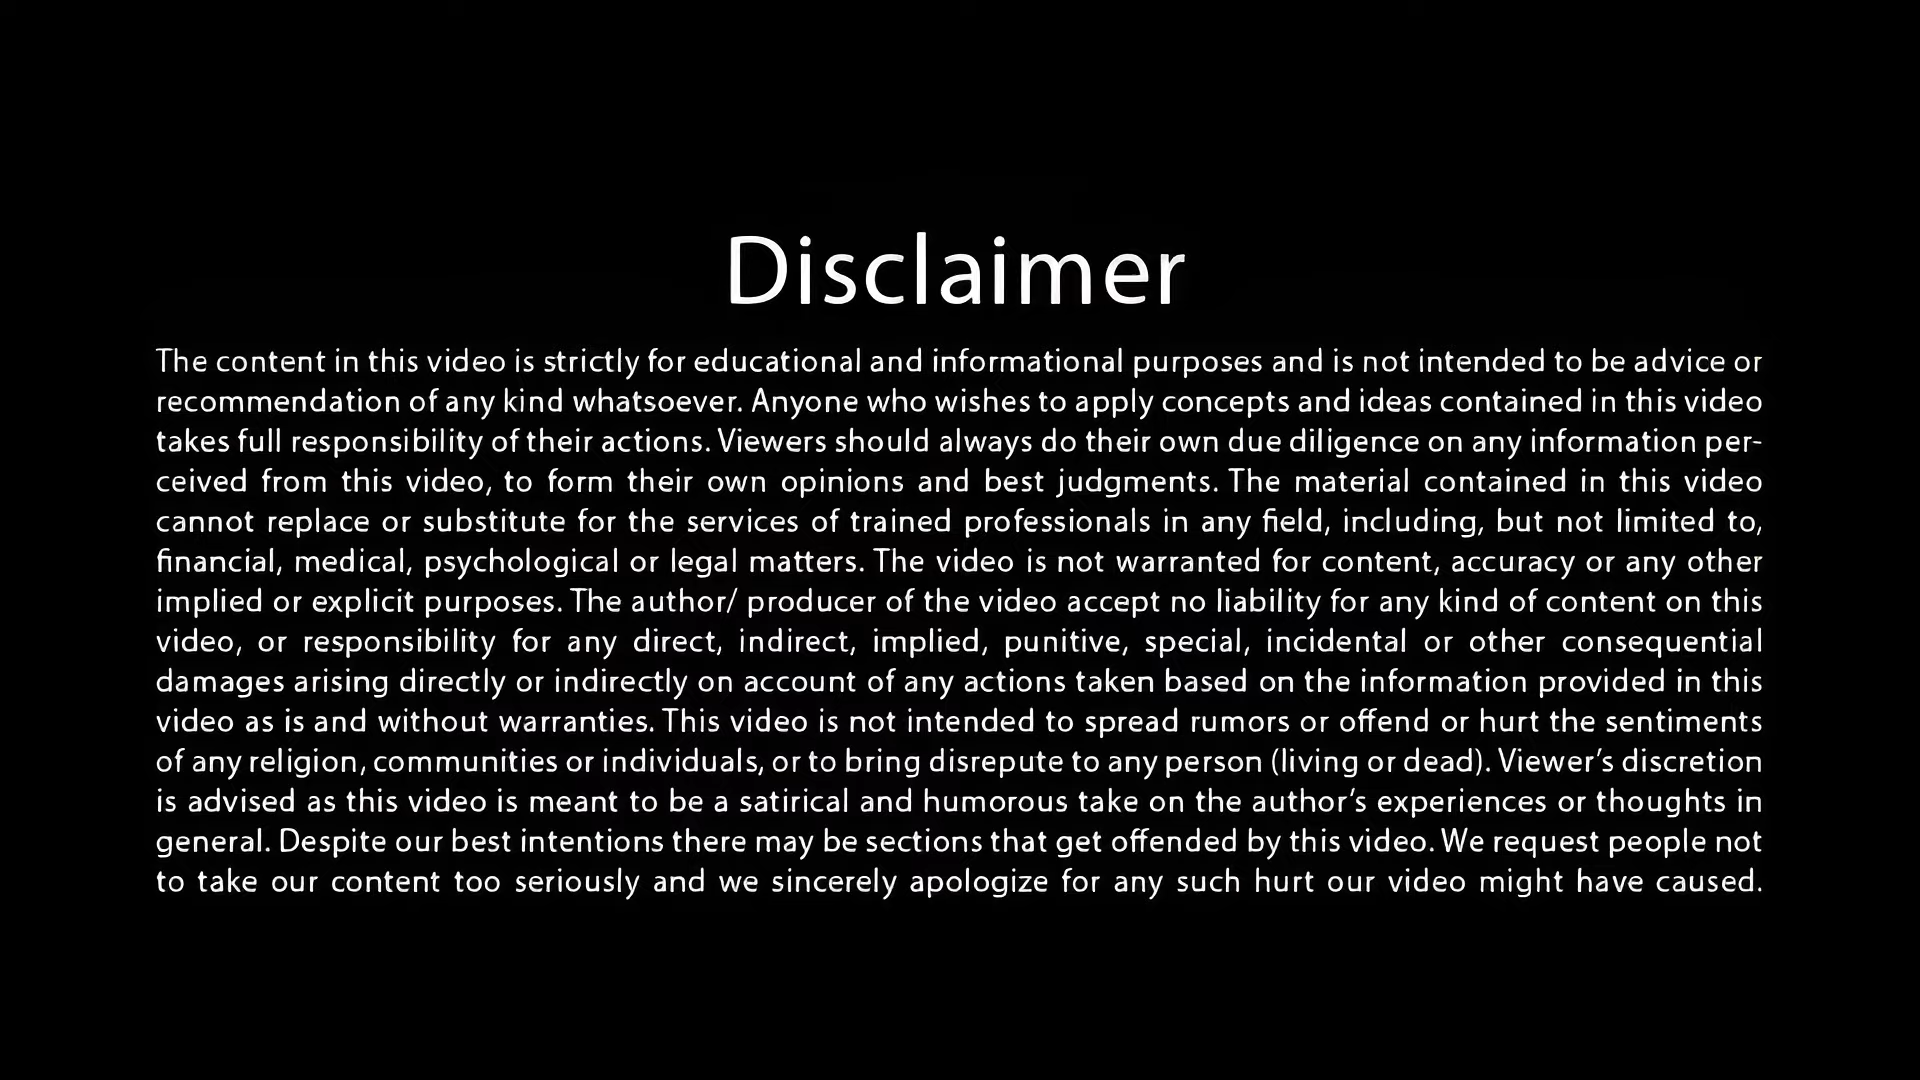 Disclaimer
The content in this video is strictly for educational and informational purposes and is not intended to be advice or
recommendation of any kind whatsoever. Anyone who wishes to apply concepts and ideas contained in this video
takes full responsibility of their actions. Viewers should always do their own due diligence on any information per-
ceived from this video, to form their own opinions and best judgments. The material contained in this video
cannot replace or substitute for the services of trained professionals in any field, including, but not limited to,
financial, medical, psychological or legal matters. The video is not warranted for content, accuracy or any other
implied or explicit purposes. The author/ producer of the video accept no liability for any kind of content on this
video, or responsibility for any direct, indirect, implied, punitive, special, incidental or other consequential
damages arising directly or indirectly on account of any actions taken based on the information provided in this
video as is and without warranties. This video is not intended to spread rumors or offend or hurt the sentiments
of any religion, communities or individuals, or to bring disrepute to any person (living or dead). Viewer’s discretion
is advised as this video is meant to be a satirical and humorous take on the author’s experiences or thoughts in
general. Despite our best intentions there may be sections that get offended by this video. We request people not
to take our content too seriously and we sincerely apologize for any such hurt our video might have caused.